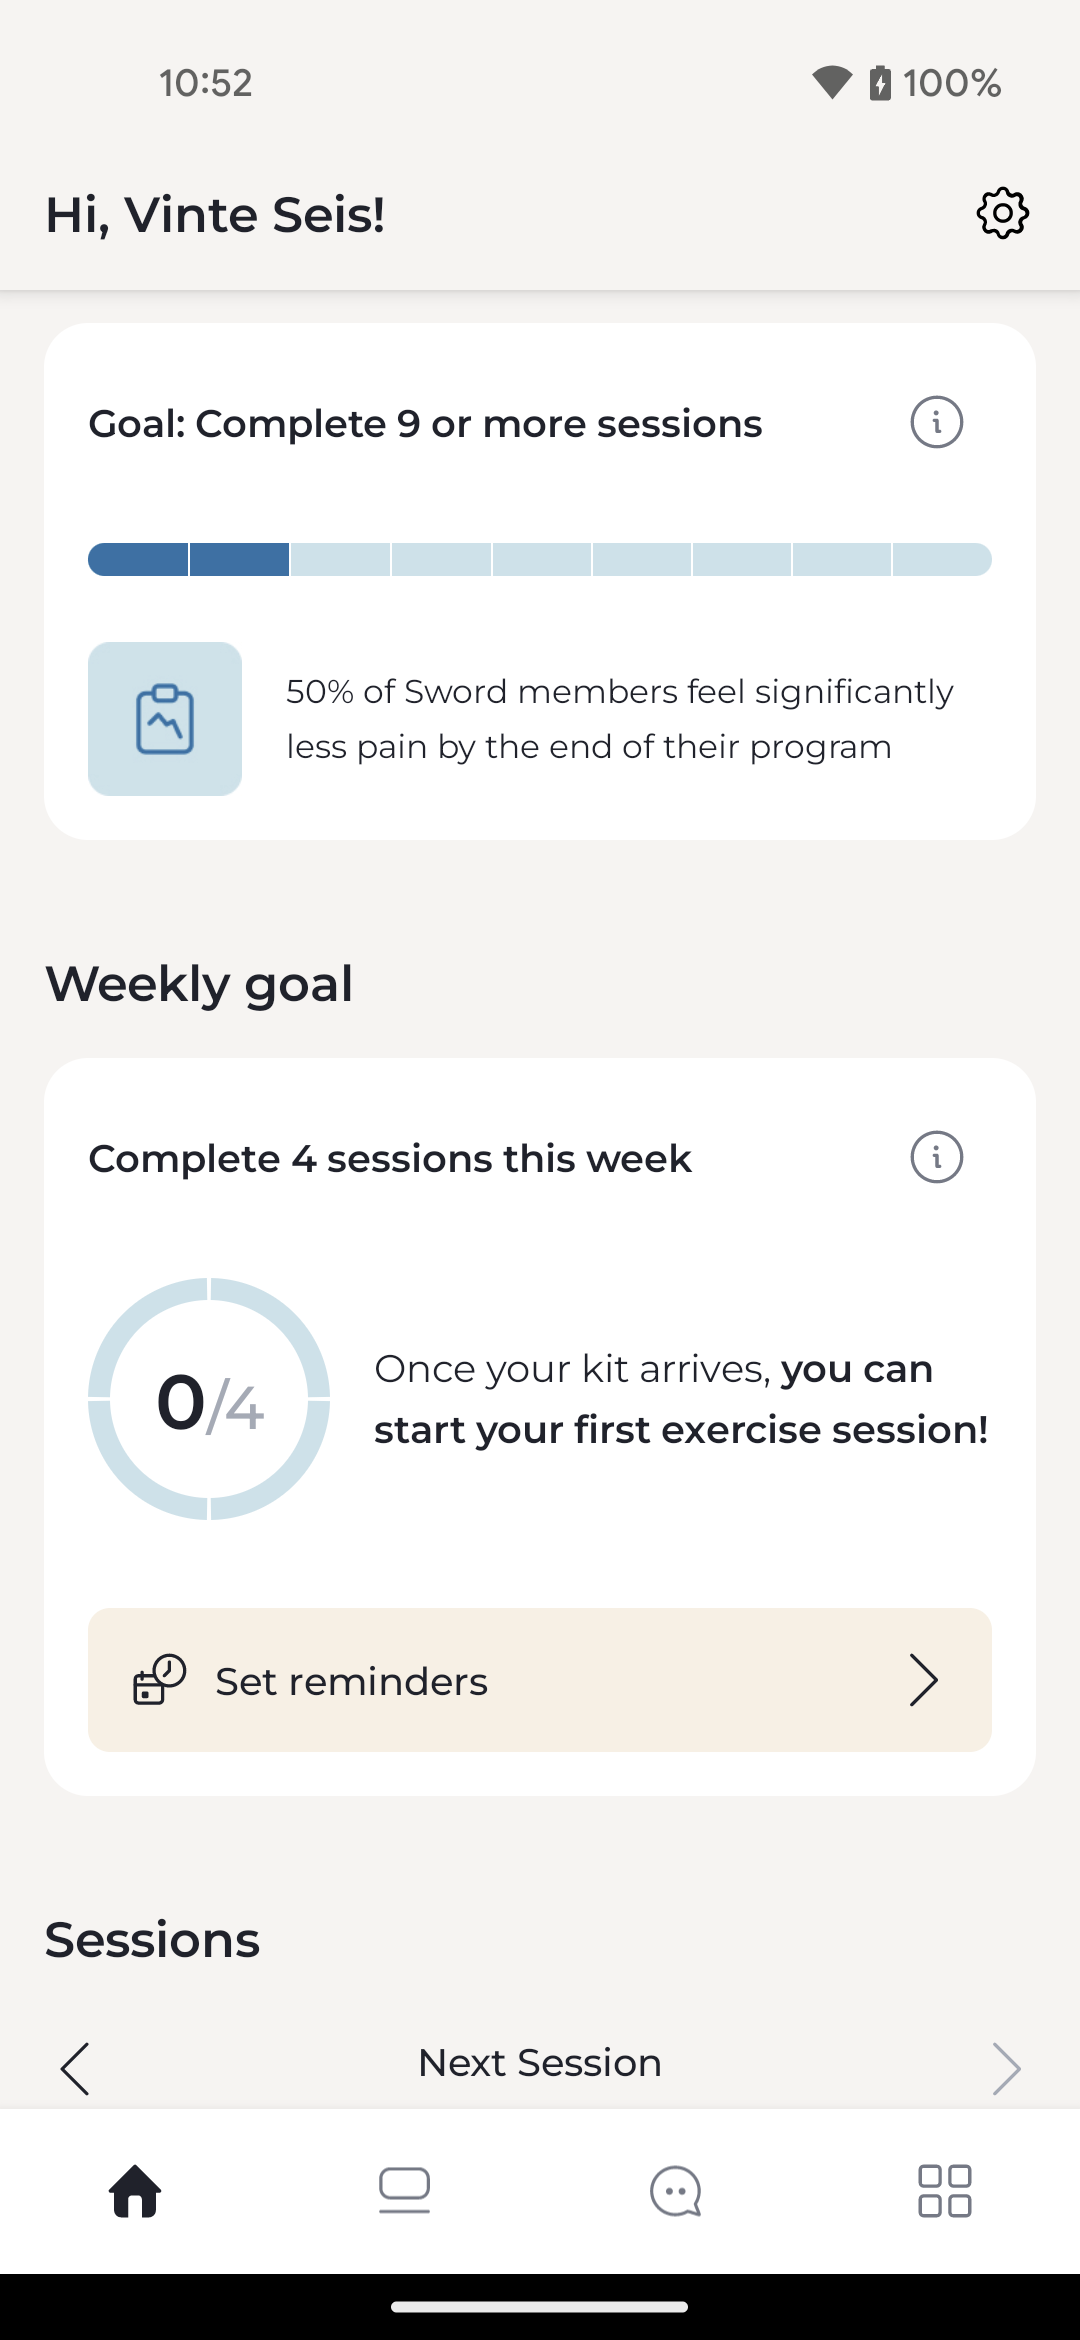 10:52
100%
Hi, Vinte Seis!
Goal: Complete 9 or more sessions
50% of Sword members feel significantly
less pain by the end of their program
Weekly goal
Complete 4 sessions this week
0/4
Once your kit arrives, you can
start your first exercise session!
Set reminders
Sessions
Next Session